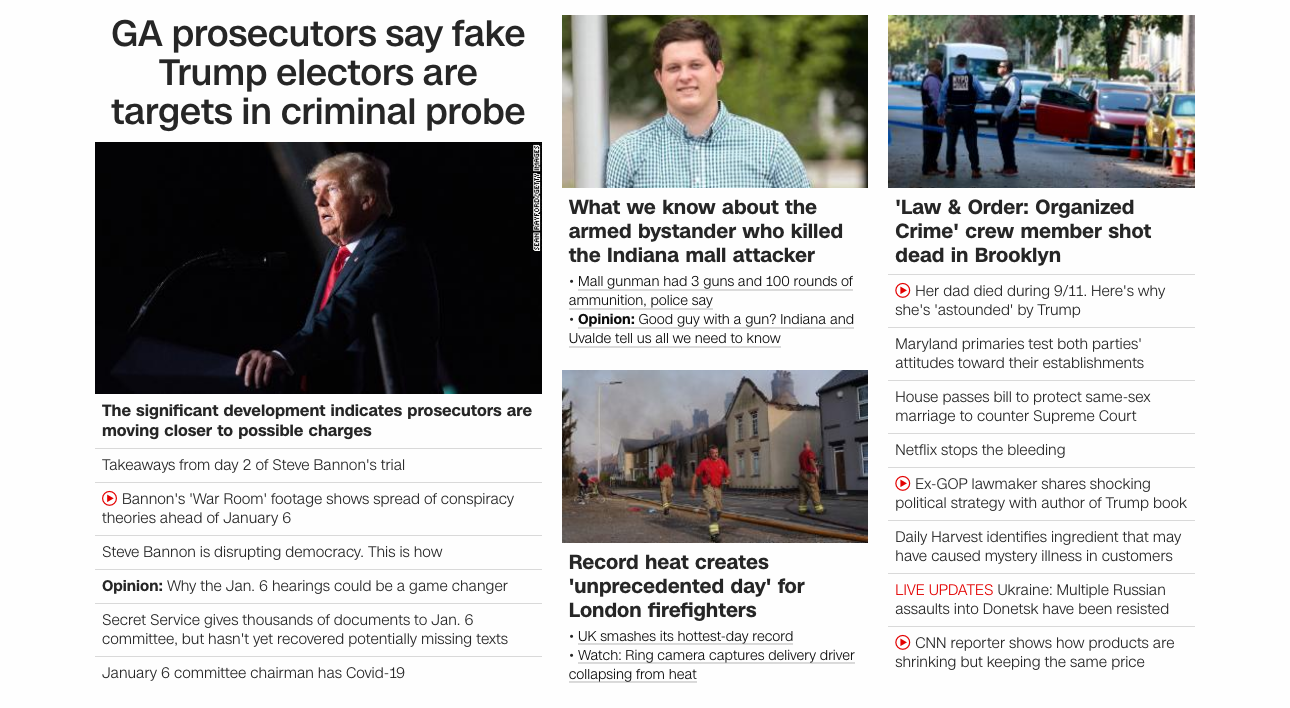 GA prosecutors say fake
Trump electors are
targets in criminal probe
SEAN RAYFORD/GETTY IMAGES
The significant development indicates prosecutors are
moving closer to possible charges
Takeaways from day 2 of Steve Bannon's trial
Bannon's 'War Room' footage shows spread of conspiracy
theories ahead of January 6
Steve Bannon is disrupting democracy. This is how
Opinion: Why the Jan. 6 hearings could be a game changer
Secret Service gives thousands of documents to Jan. 6
committee, but hasn't yet recovered potentially missing texts
January 6 committee chairman has Covid-19
What we know about the
armed bystander who killed
the Indiana mall attacker
• Mall gunman had 3 guns and 100 rounds of
ammunition, police say
• Opinion: Good guy with a gun? Indiana and
Uvalde tell us all we need to know
Record heat creates
'unprecedented day' for
London firefighters
• UK smashes its hottest-day record
• Watch: Ring camera captures delivery driver
collapsing from heat
'Law & Order: Organized
Crime' crew member shot
dead in Brooklyn
Her dad died during 9/11. Here's why
she's 'astounded' by Trump
Maryland primaries test both parties'
attitudes toward their establishments
House passes bill to protect same-sex
marriage to counter Supreme Court
Netflix stops the bleeding
Ex-GOP lawmaker shares shocking
political strategy with author of Trump book
Daily Harvest identifies ingredient that may
have caused mystery illness in customers
LIVE UPDATES Ukraine: Multiple Russian
assaults into Donetsk have been resisted
CNN reporter shows how products are
shrinking but keeping the same price